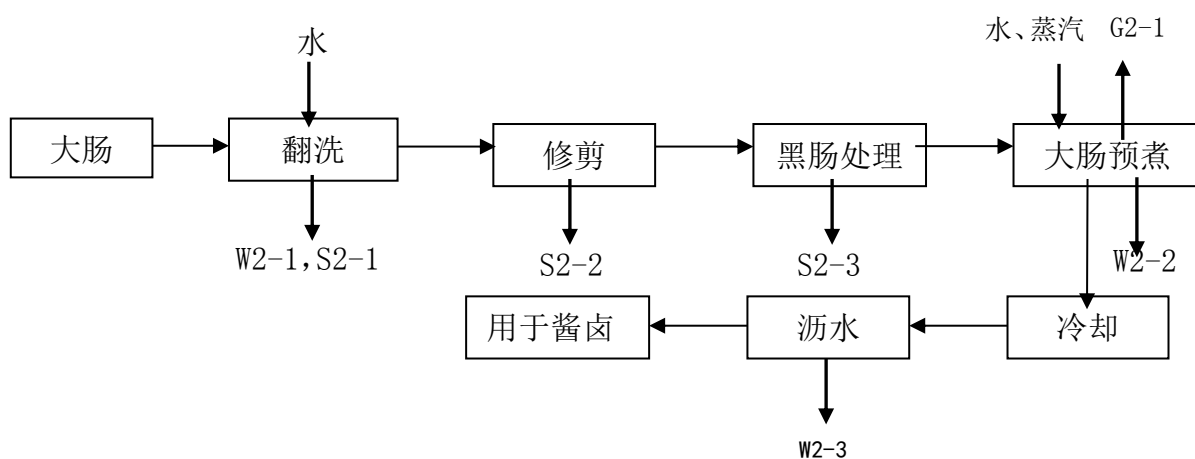 水、蒸汽 G2-1
水
大肠
翻洗
修剪
黑肠处理
大肠预煮
W2-1,S2-1
S2-2
S2-3
W2-2
用于酱卤
沥水
冷却
W2-3